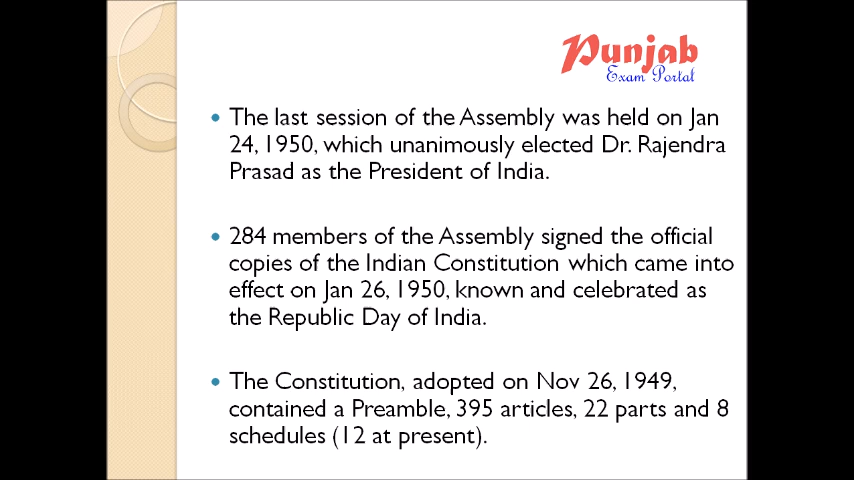 Punjab
Exam Portal
• The last session of the Assembly was held on Jan
24, 1950, which unanimously elected Dr. Rajendra
Prasad as the President of India.
• 284 members of the Assembly signed the official
copies of the Indian Constitution which came into
effect on Jan 26, 1950, known and celebrated as
the Republic Day of India.
• The Constitution, adopted on Nov 26, 1949,
contained a Preamble, 395 articles, 22 parts and 8
schedules (12 at present).